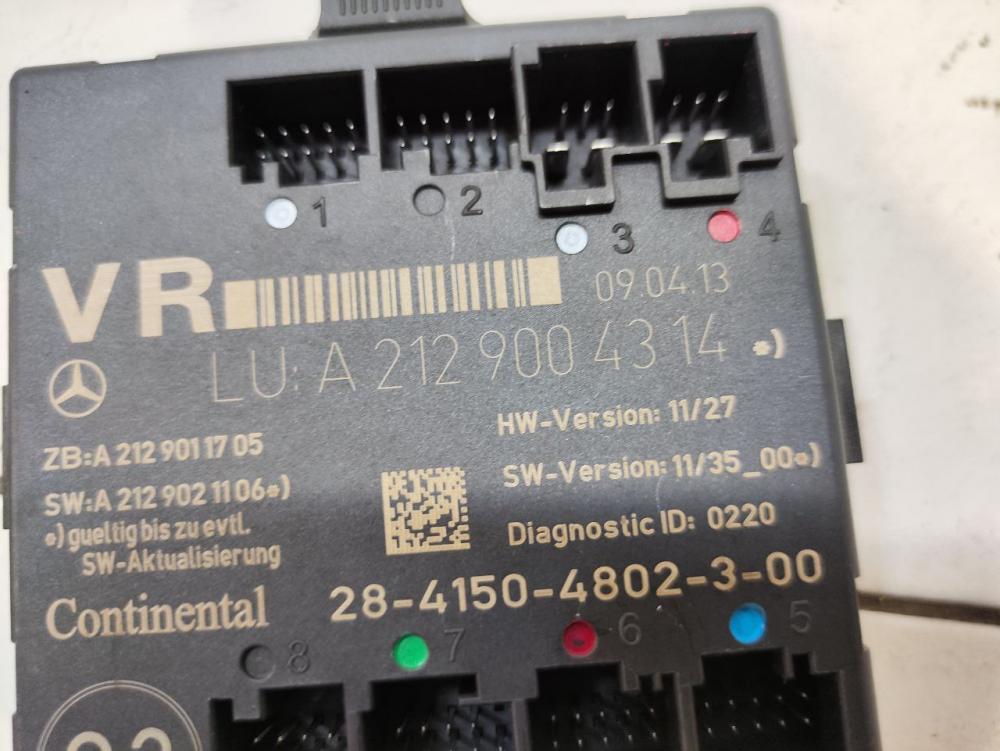 1 2 3 4
VR
09.04.13
LU: A 212 900 43 14 *)
HW-Version: 11/27
ZB:A 212 901 17 05
SW-Version: 11/35_00*)
SW:A 212 902 11 06*)
*) gueltig bis zu evtl.
SW-Aktualisierung
Diagnostic ID: 0220
Continental
28-4150-4802-3-00
8 7 6 5